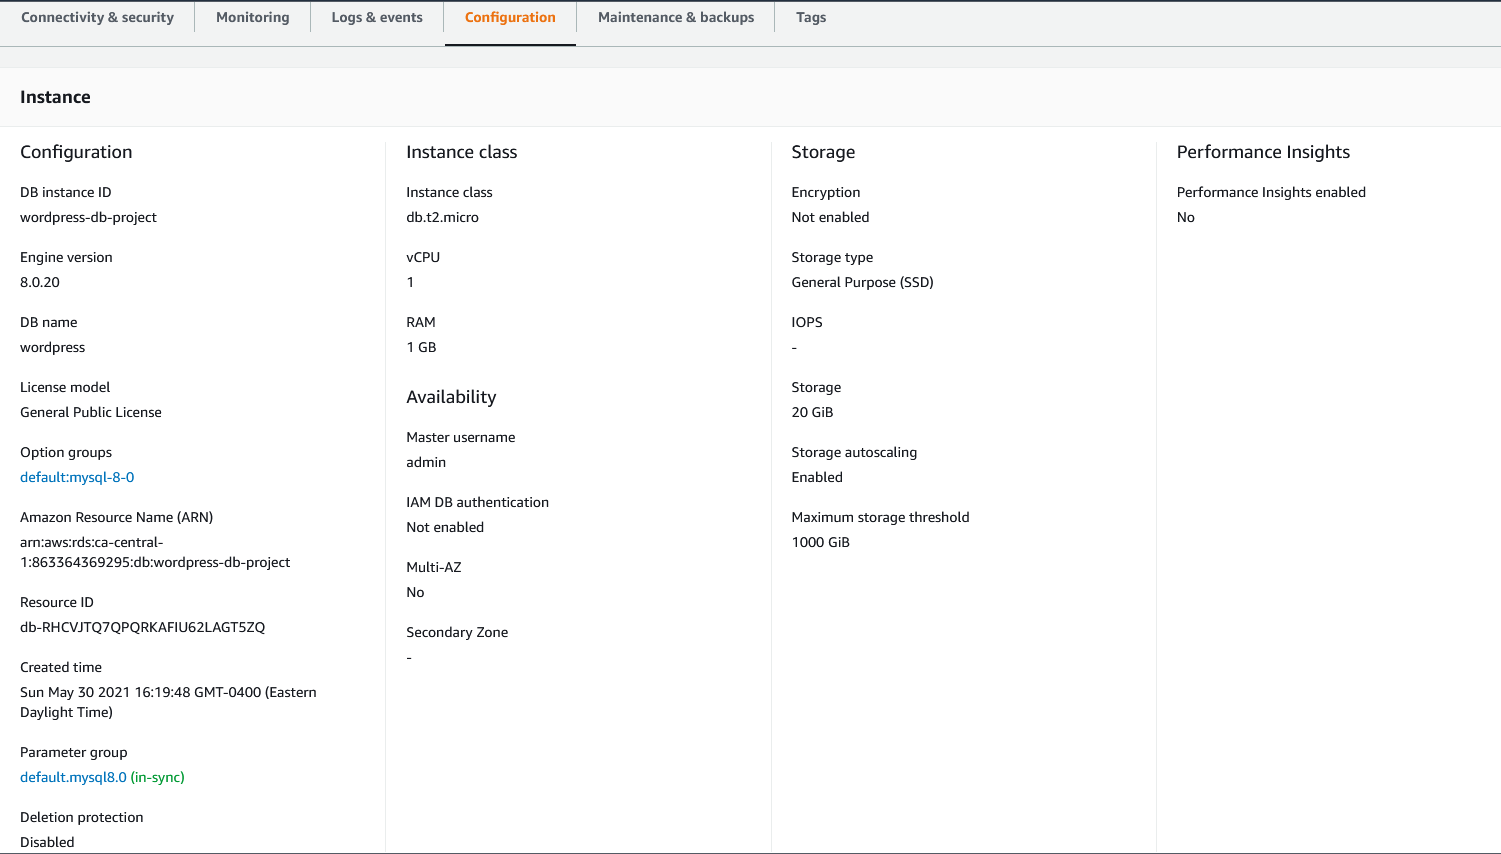 Connectivity & security
Monitoring
Logs & events
Configuration
Maintenance & backups
Tags
Instance
Configuration
DB instance ID
wordpress-db-project
Engine version
8.0.20
DB name
wordpress
License model
General Public License
Option groups
default:mysql-8-0
Amazon Resource Name (ARN)
arn:aws:rds:ca-central-
1:863364369295:db:wordpress-db-project
Resource ID
db-RHCVJTQ7QPQRKAFIU62LAGT5ZQ
Created time
Sun May 30 2021 16:19:48 GMT-0400 (Eastern
Daylight Time)
Parameter group
default.mysql8.0 (in-sync)
Deletion protection
Disabled
Instance class
Instance class
db.t2.micro
vCPU
1
RAM
1 GB
Availability
Master username
admin
IAM DB authentication
Not enabled
Multi-AZ
No
Secondary Zone
-
Storage
Encryption
Not enabled
Storage type
General Purpose (SSD)
IOPS
-
Storage
20 GiB
Storage autoscaling
Enabled
Maximum storage threshold
1000 GiB
Performance Insights
Performance Insights enabled
No